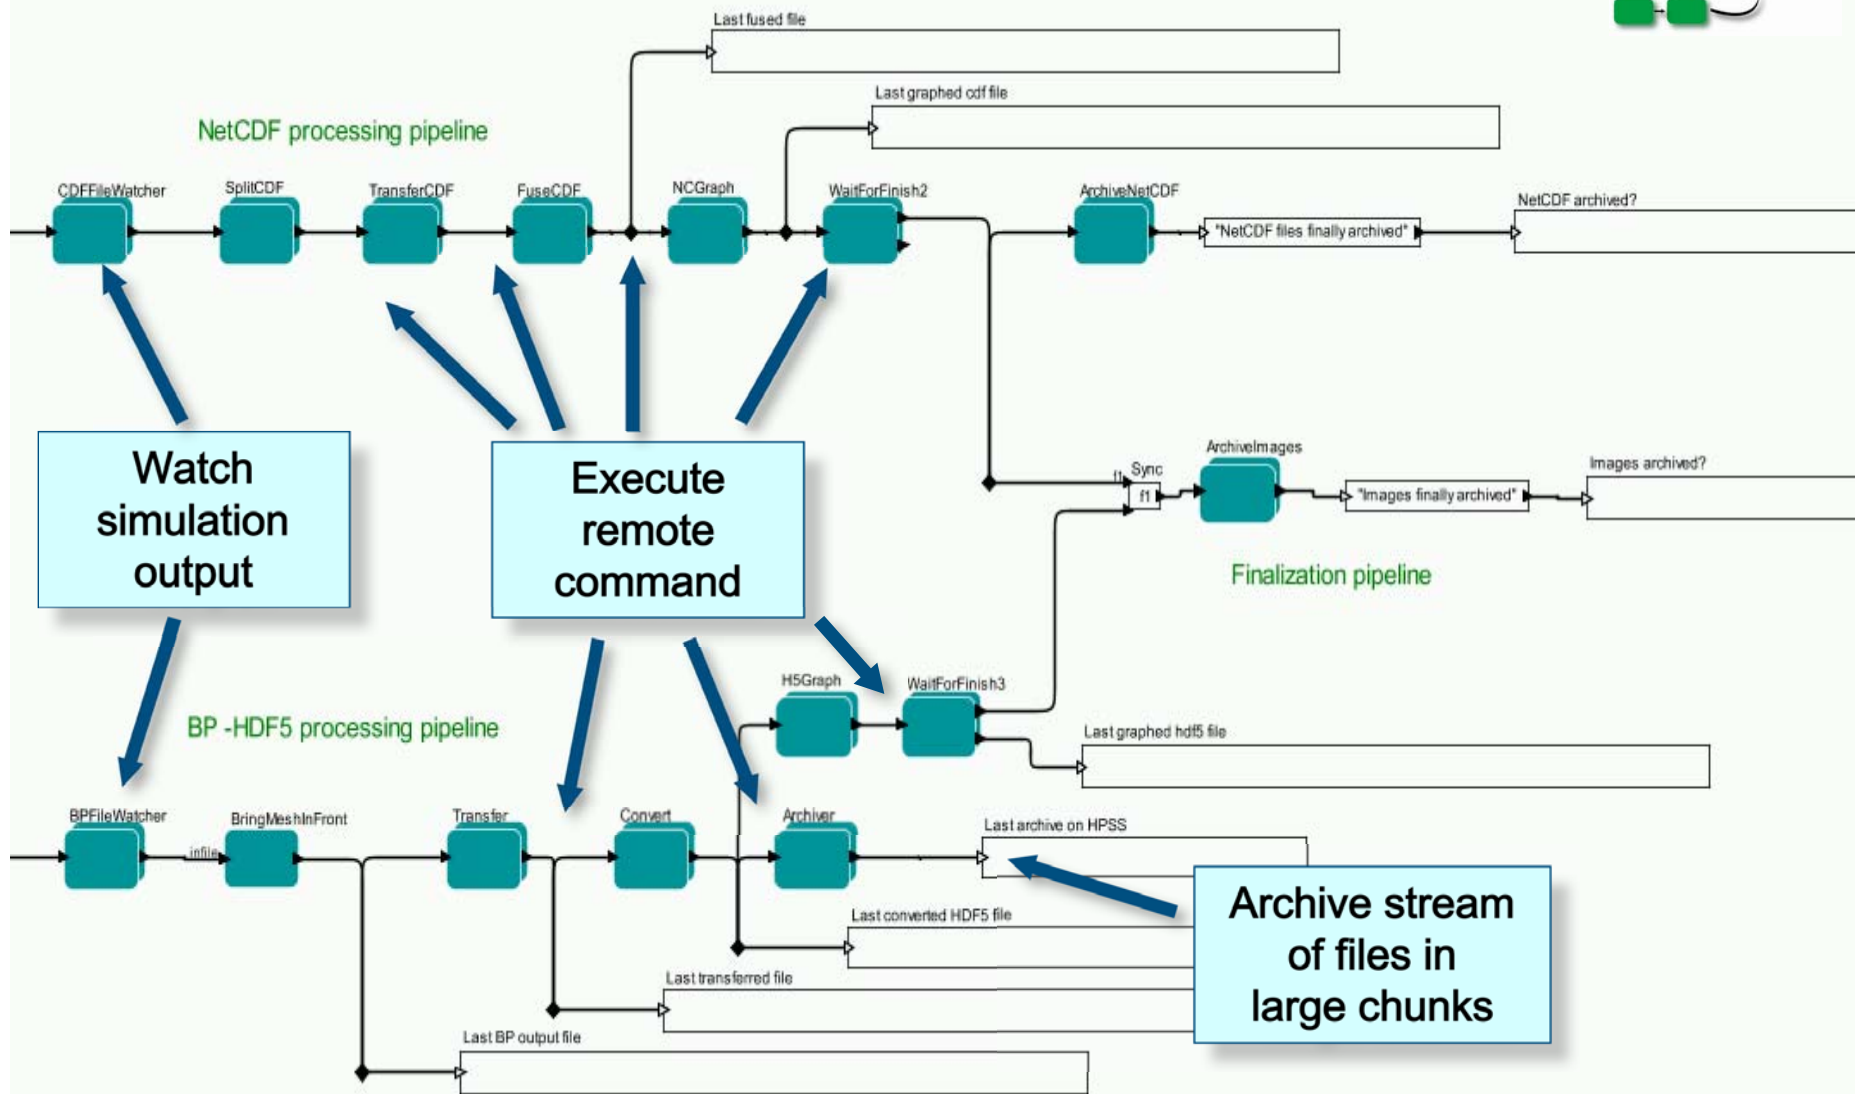 Last fused file
Last graphed cdf file
NetCDF processing pipeline
CDFFileWatcher
SplitCDF
TransferCDF
FuseCDF
NCGraph
WaitForFinish2
ArchiveNetCDF
NetCDF archived?
"NetCDF files finally archived"
Watch
simulation
output
Execute
remote
command
ArchiveImages
Images archived?
f1
Sync
f1
"Images finally archived"
Finalization pipeline
H5Graph
WaitForFinish3
BP -HDF5 processing pipeline
Last graphed hdf5 file
BPFileWatcher
BringMeshInFront
Transfer
Convert
Archiver
Last archive on HPSS
infile
Archive stream
of files in
large chunks
Last converted HDF5 file
Last transferred file
Last BP output file